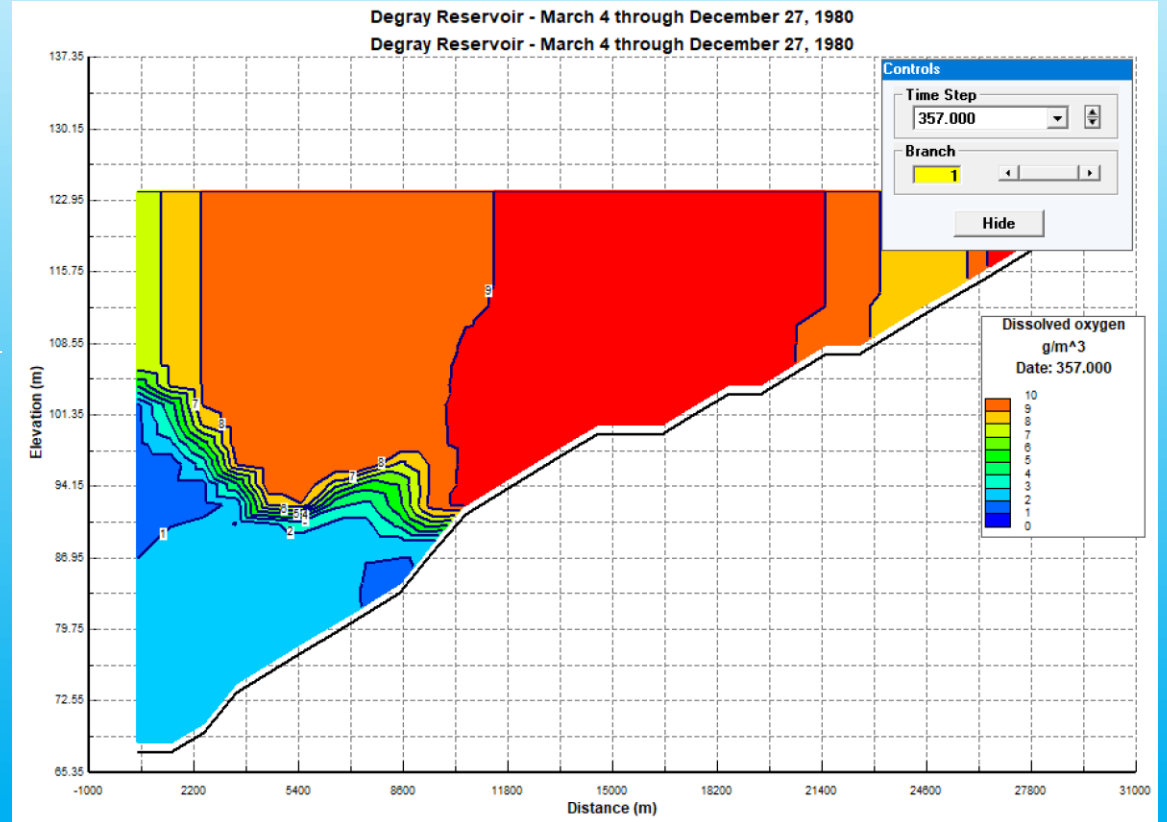 Degray Reservoir - March 4 through December 27, 1980
Degray Reservoir - March 4 through December 27, 1980
Controls
Time Step
357.000
Branch
1
Hide
Elevation (m)
137.35
130.15
122.95
115.75
108.55
101.35
94.15
86.95
79.75
72.55
65.35
9
7
8
8
7
8
5
4
2
1
Dissolved oxygen
g/m^3
Date: 357.000
10
9
8
7
6
5
4
3
2
1
0
-1000 2200 5400 8600 11800 15000 18200 21400 24600 27800 31000
Distance (m)